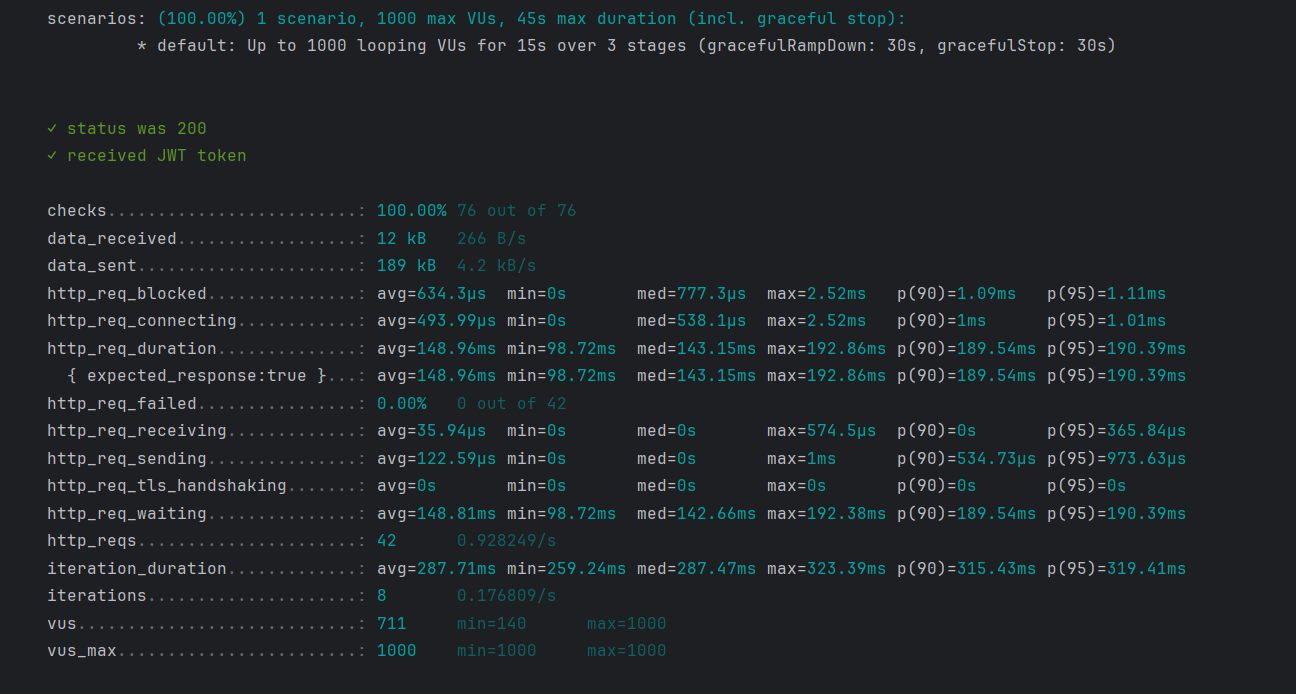 scenarios: (100.00%) 1 scenario, 1000 max VUs, 45s max duration (incl. graceful stop):
* default: Up to 1000 looping VUs for 15s over 3 stages (gracefulRampDown: 30s, gracefulStop: 30s)
✓ status was 200
✓ received JWT token
checks.........................: 100.00% 76 out of 76
data_received..................: 12 kB 266 B/s
data_sent......................: 189 kB 4.2 kB/s
http_req_blocked...............: avg=634.3µs min=0s med=777.3µs max=2.52ms p(90)=1.09ms p(95)=1.11ms
http_req_connecting............: avg=493.99µs min=0s med=538.1µs max=2.52ms p(90)=1ms p(95)=1.01ms
http_req_duration..............: avg=148.96ms min=98.72ms med=143.15ms max=192.86ms p(90)=189.54ms p(95)=190.39ms
{ expected_response:true }...: avg=148.96ms min=98.72ms med=143.15ms max=192.86ms p(90)=189.54ms p(95)=190.39ms
http_req_failed................: 0.00% 0 out of 42
http_req_receiving.............: avg=35.94µs min=0s med=0s max=574.5µs p(90)=0s p(95)=365.84µs
http_req_sending...............: avg=122.59µs min=0s med=0s max=1ms p(90)=534.73µs p(95)=973.63µs
http_req_tls_handshaking.......: avg=0s min=0s med=0s max=0s p(90)=0s p(95)=0s
http_req_waiting...............: avg=148.81ms min=98.72ms med=142.66ms max=192.38ms p(90)=189.54ms p(95)=190.39ms
http_reqs......................: 42 0.928249/s
iteration_duration.............: avg=287.71ms min=259.24ms med=287.47ms max=323.39ms p(90)=315.43ms p(95)=319.41ms
iterations.....................: 8 0.176809/s
vus............................: 711 min=140 max=1000
vus_max........................: 1000 min=1000 max=1000